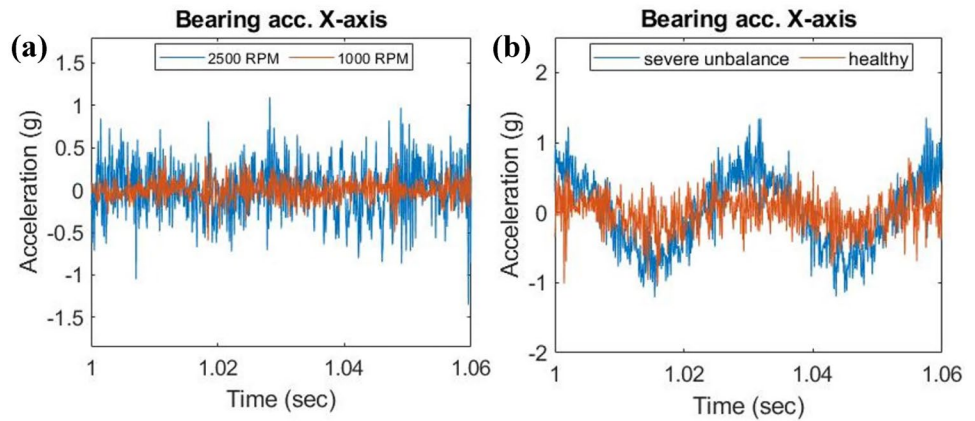 Bearing acc. X-axis
(a)
2500 RPM 1000 RPM
1.5
1
0.5
0
-0.5
-1
-1.5
Acceleration (g)
1 1.02 1.04 1.06
Time (sec)
Bearing acc. X-axis
(b)
severe unbalance healthy
2
1
0
-1
-2
Acceleration (g)
1 1.02 1.04 1.06
Time (sec)